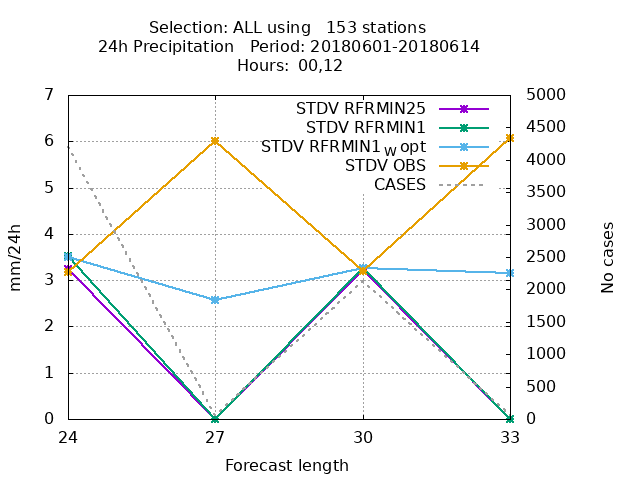 Selection: ALL using   153 stations
24h Precipitation   Period: 20180601-20180614
Hours:  00,12
STDV RFRMIN25
STDV RFRMIN1
STDV RFRMIN1_w opt
STDV OBS
CASES
7
6
5
4
3
2
1
0
mm/24h
5000
4500
4000
3500
3000
2500
2000
1500
1000
500
0
No cases
24
27
30
33
Forecast length